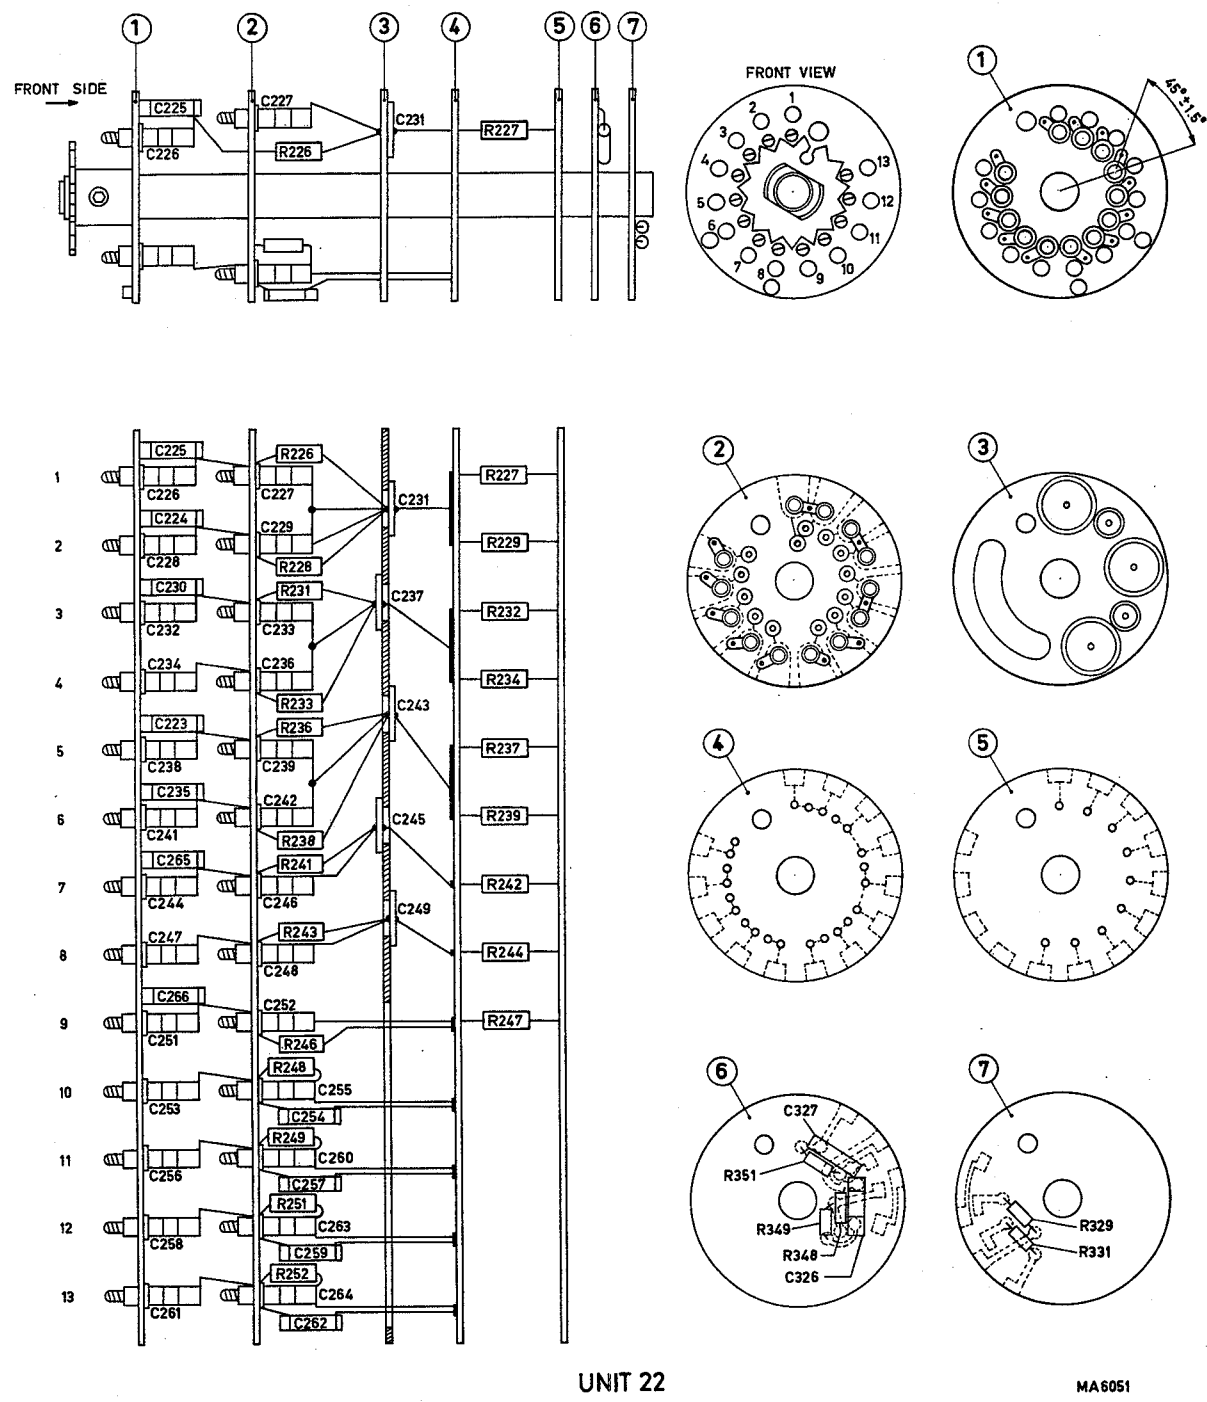 1 2 3 4 5 6 7
FRONT SIDE
C225
C226
C227
R226
C231
R227
FRONT VIEW
1
2
3
4
5
6
7
8
9
10
11
12
13
1
45°±1.5°
1
C225
C226
R226
C227
C231
R227
2
C224
C228
C229
R228
R229
3
C230
C232
R231
C233
C237
R232
4
C234
C236
R233
R234
5
C223
C238
R236
C239
C243
R237
6
C235
C241
C242
R238
C245
R239
7
C265
C244
R241
C246
R242
8
C247
R243
C248
C249
R244
9
C266
C251
C252
R246
R247
10
C253
R248
C255
C254
11
C256
R249
C260
C257
12
C258
R251
C263
C259
13
C261
R252
C264
C262
2
3
4
5
6
C327
R351
R349
R348
C326
7
R329
R331
UNIT 22
MA6051